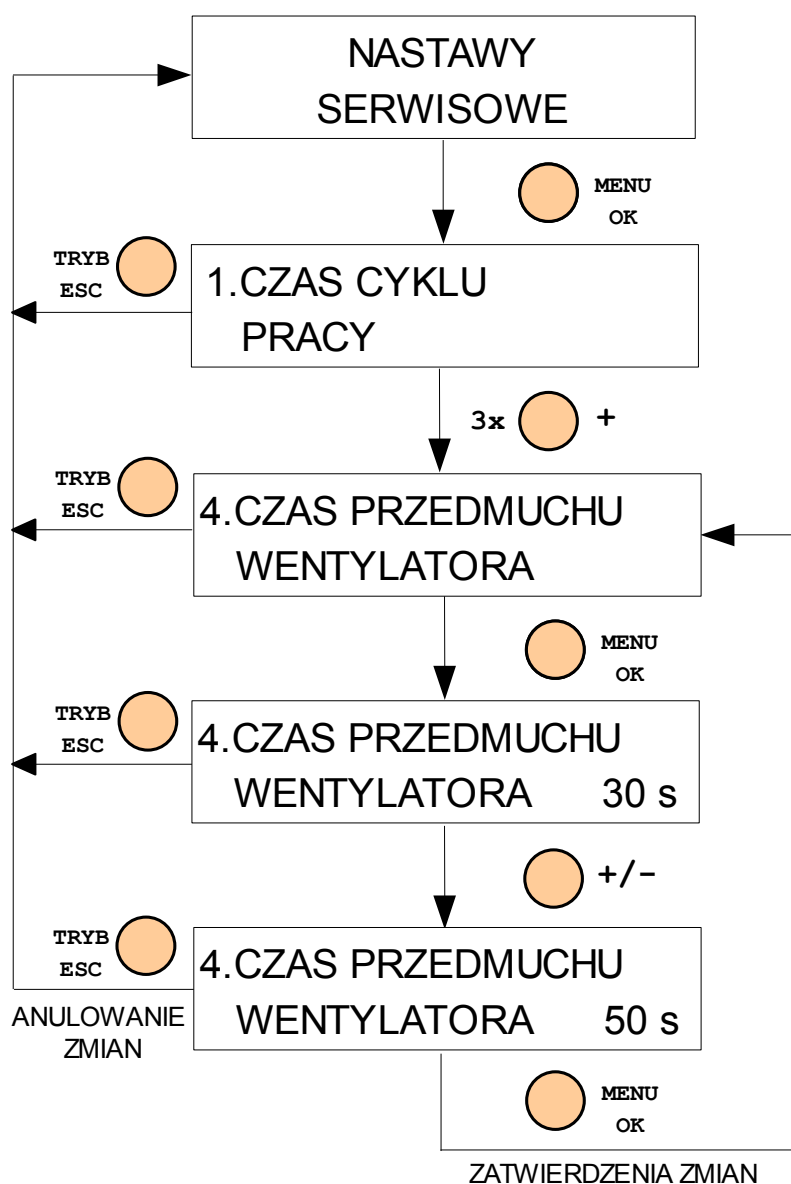 NASTAWY
SERWISOWE
MENU
OK
TRYB
ESC
1.CZAS CYKLU
PRACY
3x
+
TRYB
ESC
4.CZAS PRZEDMUCHU
WENTYLATORA
MENU
OK
TRYB
ESC
4.CZAS PRZEDMUCHU
WENTYLATORA 30 s
+/-
TRYB
ESC
4.CZAS PRZEDMUCHU
WENTYLATORA 50 s
ANULOWANIE
ZMIAN
MENU
OK
ZATWIERDZENIA ZMIAN